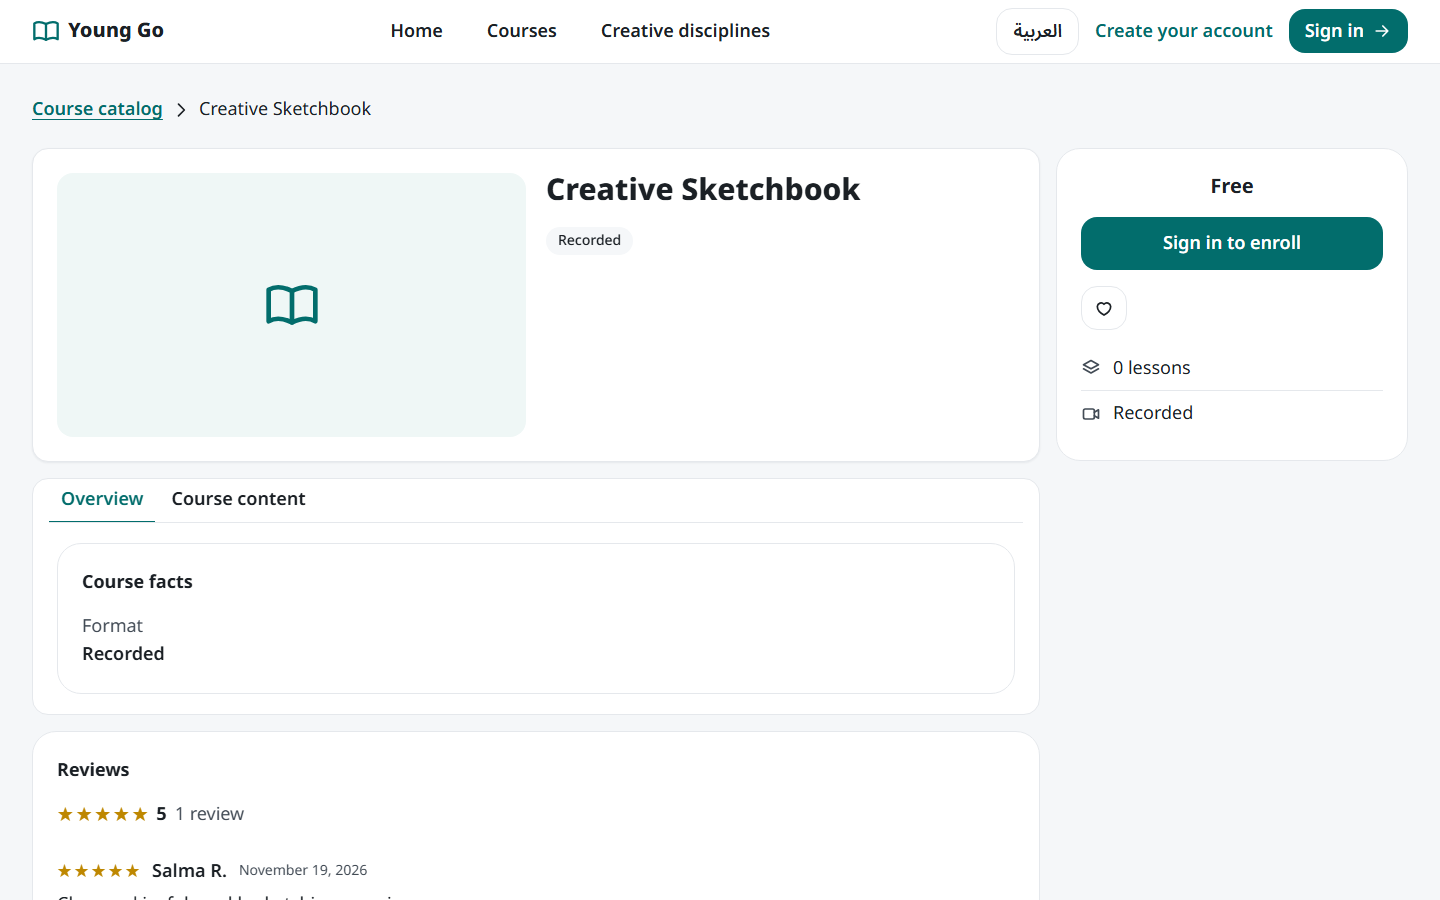 Young Go
Home
Courses
Creative disciplines
العربية
Create your account
Sign in
Course catalog
Creative Sketchbook
Creative Sketchbook
Recorded
Free
Sign in to enroll
0 lessons
Recorded
Overview
Course content
Course facts
Format
Recorded
Reviews
5 1 review
Salma R. November 19, 2026